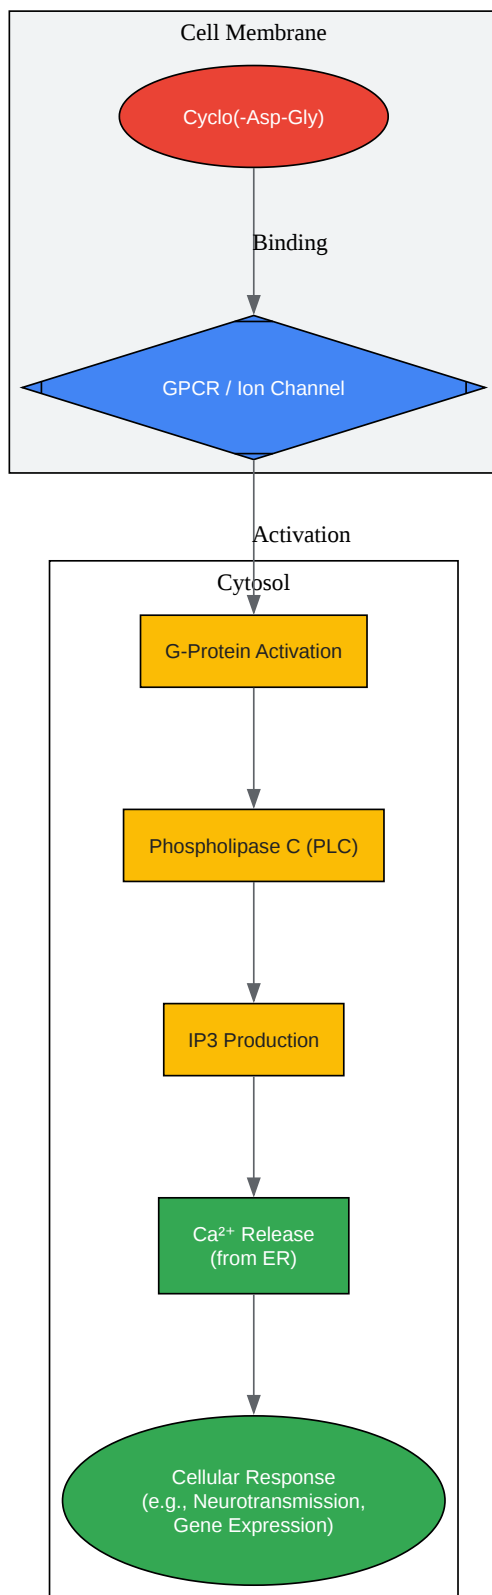 Cell Membrane
Cyclo(-Asp-Gly)
Binding
GPCR / Ion Channel
Activation
Cytosol
G-Protein Activation
Phospholipase C (PLC)
IP3 Production
Ca²⁺ Release
(from ER)
Cellular Response
(e.g., Neurotransmission,
Gene Expression)